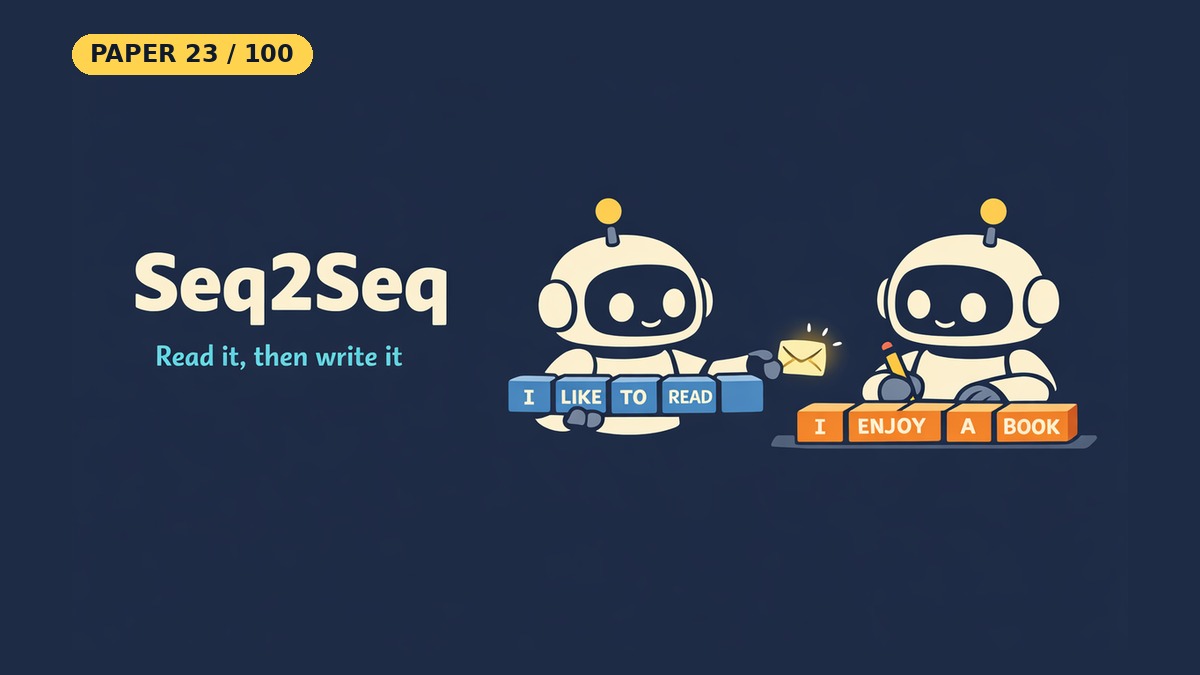 PAPER 23 / 100
Seq2Seq
Read it, then write it
I LIKE TO READ
I ENJOY A BOOK